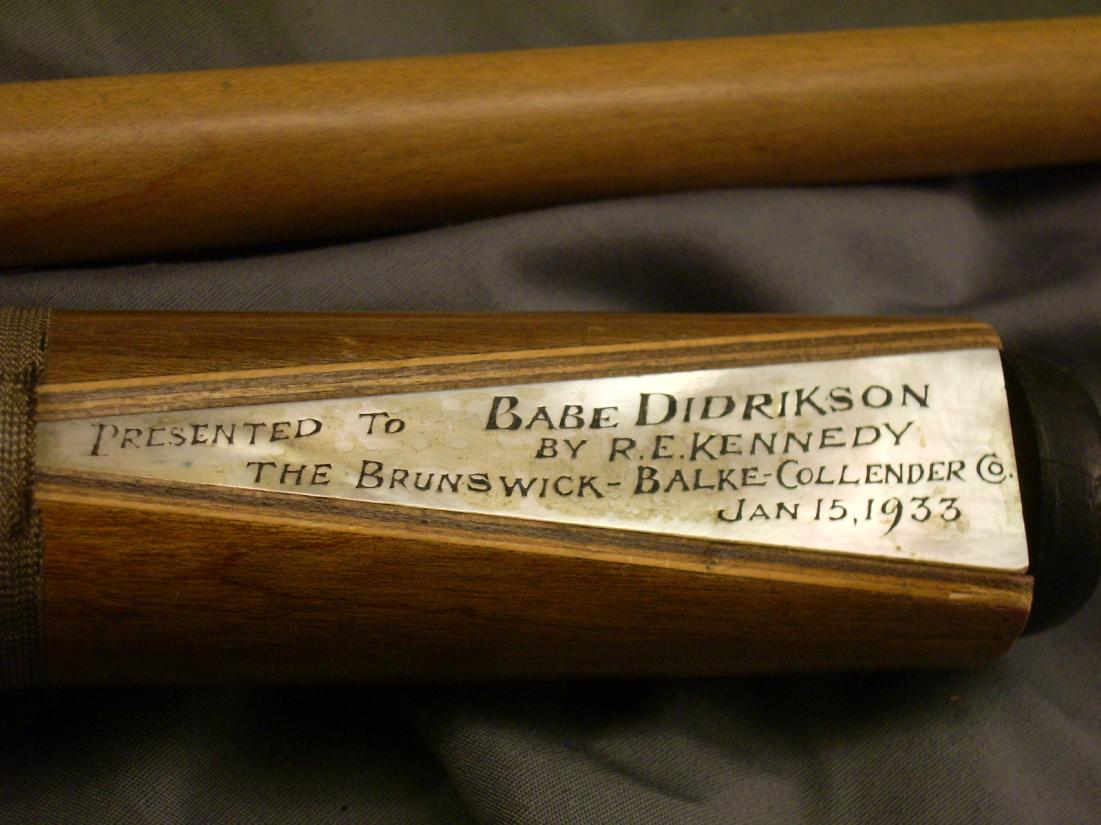 PRESENTED TO BABE DIDRIKSON
BY R.E. KENNEDY
THE BRUNSWICK-BALKE-COLLENDER CO.
JAN 15, 1933